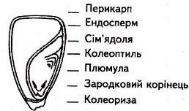 Перикарп
Ендосперм
Сім'ядоля
Колеоптиль
Плюмула
Зародковий корінець
Колеориза